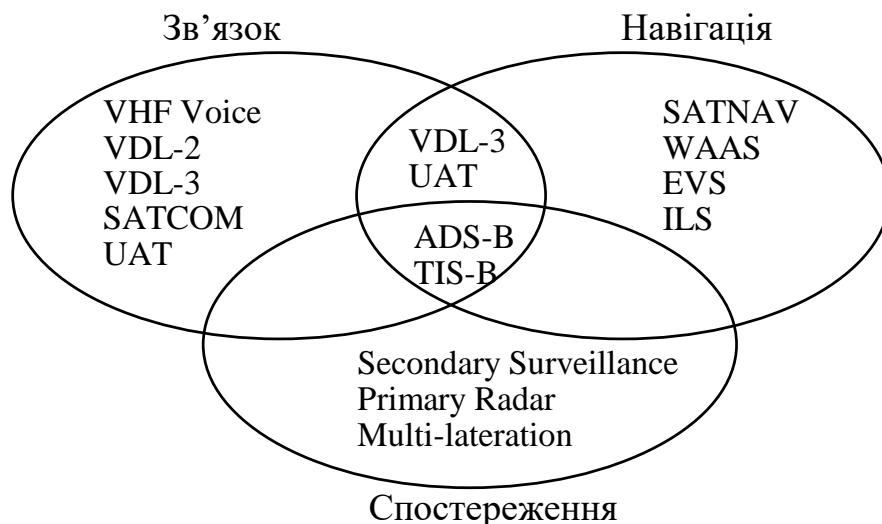 Зв’язок
Навігація
VHF Voice
VDL-2
VDL-3
SATCOM
UAT
VDL-3
UAT
SATNAV
WAAS
EVS
ILS
ADS-B
TIS-B
Secondary Surveillance
Primary Radar
Multi-lateration
Спостереження